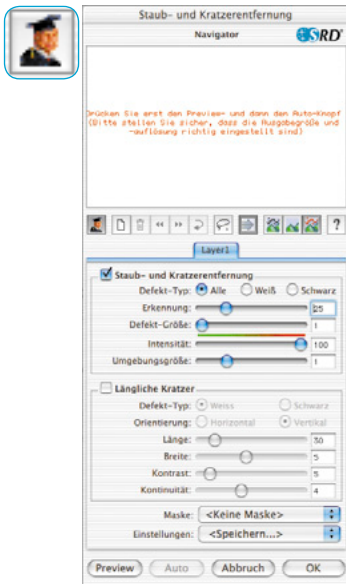 Staub- und Kratzerentfernung
Navigator
SRD
Drücken Sie erst den Preview- und dann den Auto-Knopf
(Bitte stellen Sie sicher, dass die Ausgabegröße und
-auflösung richtig eingestellt sind)
?
Layer1
Staub- und Kratzerentfernung
Defekt-Typ: Alle Weiß Schwarz
Erkennung: 25
Defekt-Größe: 1
Intensität: 100
Umgebungsgröße: 1
Längliche Kratzer
Defekt-Typ: Weiss Schwarz
Orientierung: Horizontal Vertikal
Länge: 30
Breite: 5
Kontrast: 5
Kontinuität: 4
Maske: <Keine Maske>
Einstellungen: <Speichern...>
Preview Auto Abbruch OK